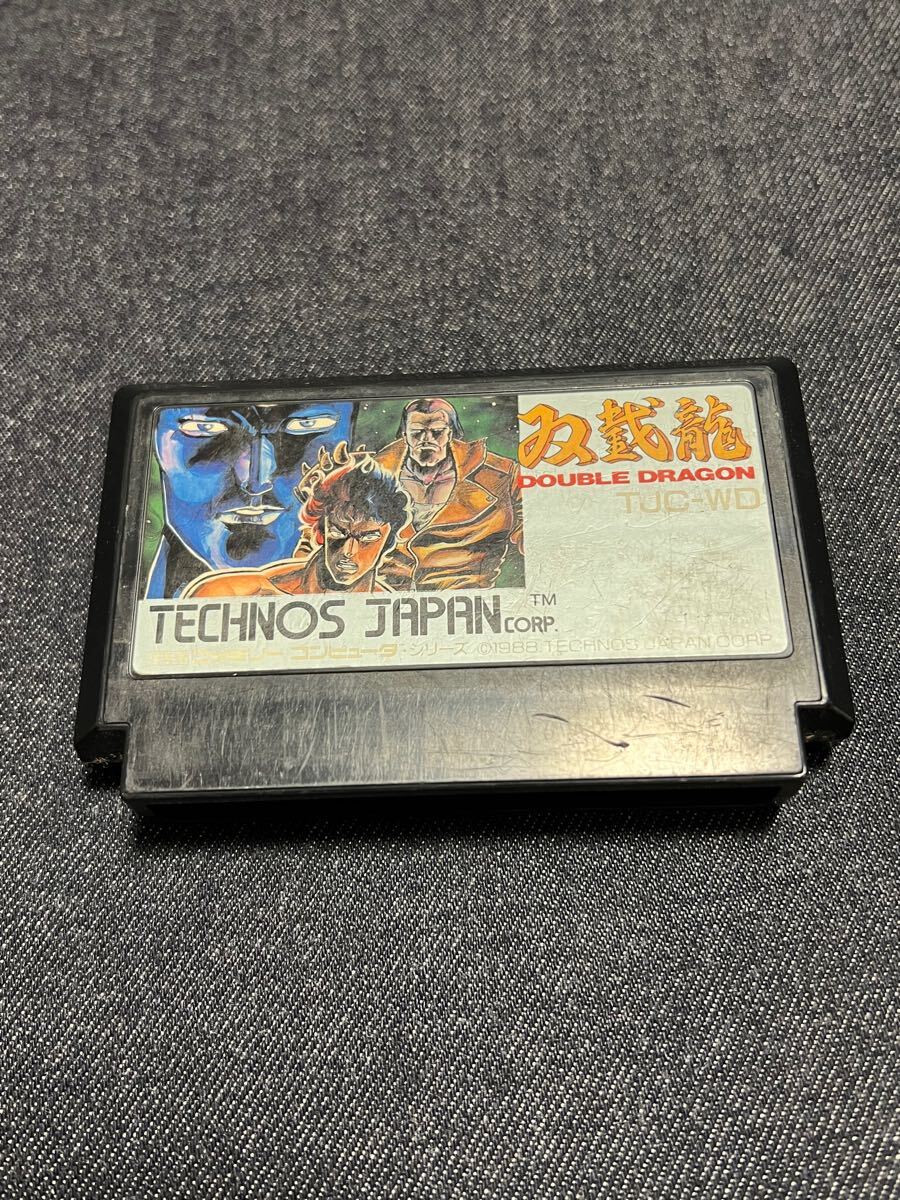 双截龍
DOUBLE DRAGON
TJC-WD
TECHNOS JAPAN CORP.™
ファミリー コンピュータ シリーズ ©1988 TECHNOS JAPAN CORP